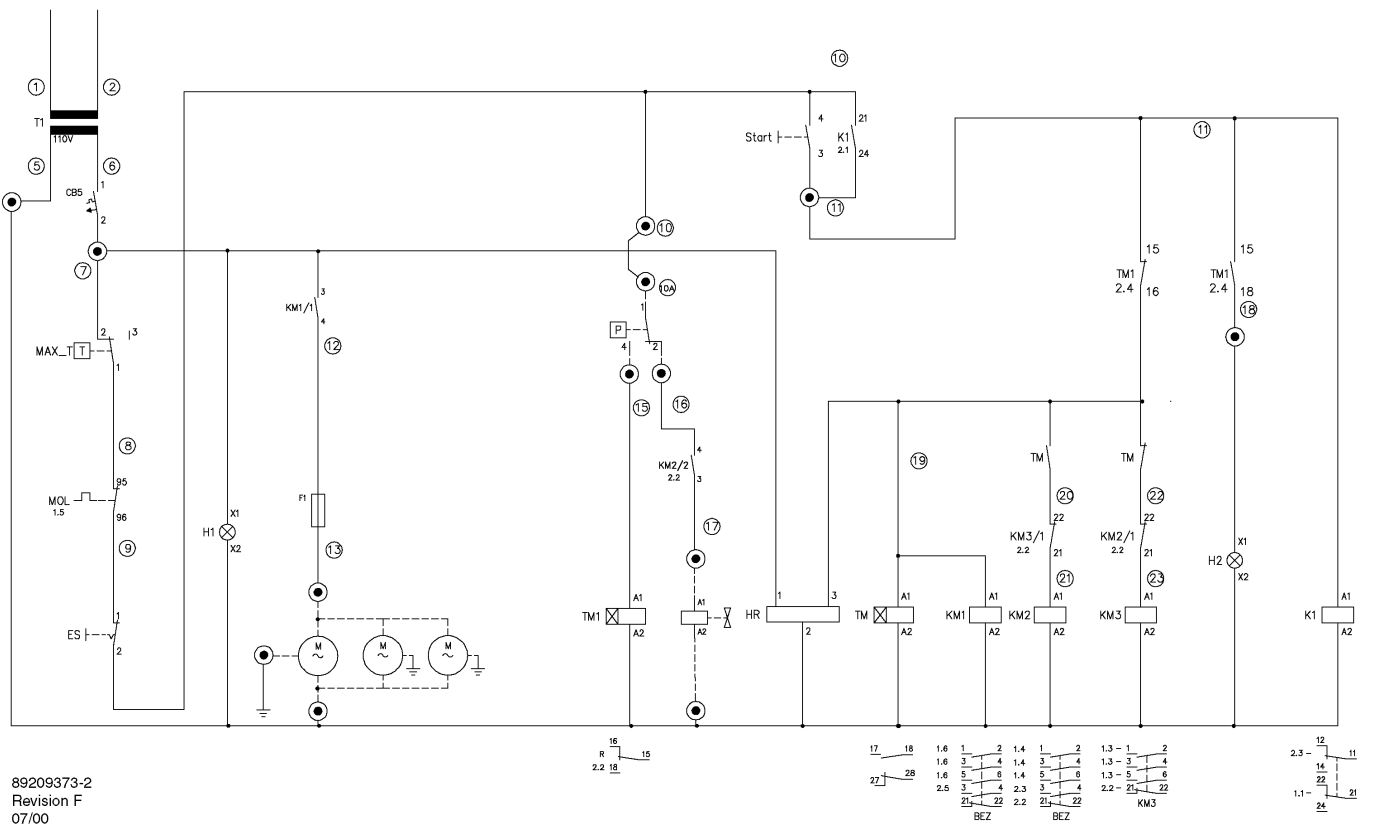 10
1
2
T1
110V
5
6
CB5
1
2
7
4
Start
3
21
K1
2.1
24
11
11
10
10A
1
P
4
2
15
16
4
KM2/2
2.2
3
17
3
KM1/1
4
12
F1
13
2
3
MAX_T
T
1
8
95
MOL
1.5
96
9
1
ES
2
X1
H1
X2
15
TM1
2.4
16
15
TM1
2.4
18
18
19
TM
20
22
KM3/1
2.2
21
21
TM
22
22
KM2/1
2.2
21
23
X1
H2
X2
TM1
A1
A2
A1
A2
1
3
HR
2
TM
A1
A2
KM1
A1
A2
KM2
A1
A2
KM3
A1
A2
K1
A1
A2
M
~
M
~
M
~
16
R
15
2.2 18
17
18
27
28
1.6 1 2
1.6 3 4
1.6 5 6
2.5 3 4
21 22
BEZ
1.4 1 2
1.4 3 4
1.4 5 6
2.3 3 4
2.2 21 22
BEZ
1.3 - 1 2
1.3 - 3 4
1.3 - 5 6
2.2 - 21 22
KM3
12
2.3 -
11
14
22
1.1 -
21
24
89209373-2
Revision F
07/00